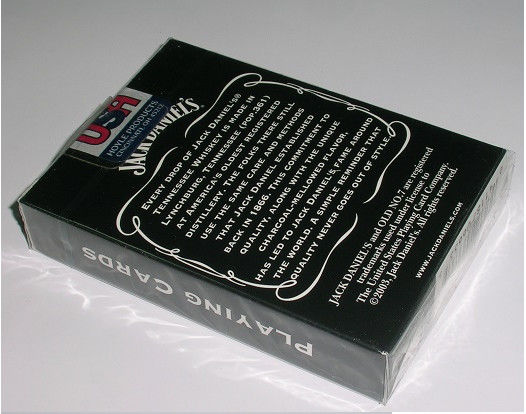 USA
HOYLE PRODUCTS
JACK DANIEL'S
EVERY DROP OF JACK DANIEL'S®
TENNESSEE WHISKEY IS MADE IN
LYNCHBURG, TENNESSEE (POP.361)
AT AMERICA'S OLDEST REGISTERED
DISTILLERY. THE FOLKS THERE STILL
USE THE SAME CARE AND METHODS
THAT JACK DANIEL ESTABLISHED
BACK IN 1866. THIS COMMITMENT TO
QUALITY, ALONG WITH THE UNIQUE
CHARCOAL-MELLOWED FLAVOR,
HAS LED TO JACK DANIEL'S FAME AROUND
THE WORLD. A SIMPLE REMINDER THAT
QUALITY NEVER GOES OUT OF STYLE.
JACK DANIEL'S and OLD NO.7 are registered
trademarks used under license to
The United States Playing Card Company.
©2003, Jack Daniel's. All rights reserved.
WWW.JACKDANIELS.COM
PLAYING CARDS